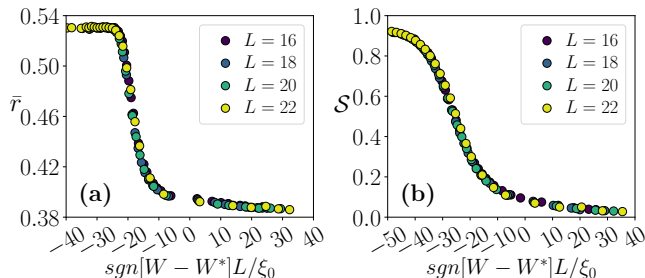 0.54
0.50
0.46
0.42
0.38
r̄
L = 16
L = 18
L = 20
L = 22
(a)
−40 −30 −20 −10 0 10 20 30 40
sgn[W − W*]L/ξ₀
1.0
0.8
0.6
0.4
0.2
0.0
S
L = 16
L = 18
L = 20
L = 22
(b)
−50 −40 −30 −20 −10 0 10 20 30 40
sgn[W − W*]L/ξ₀